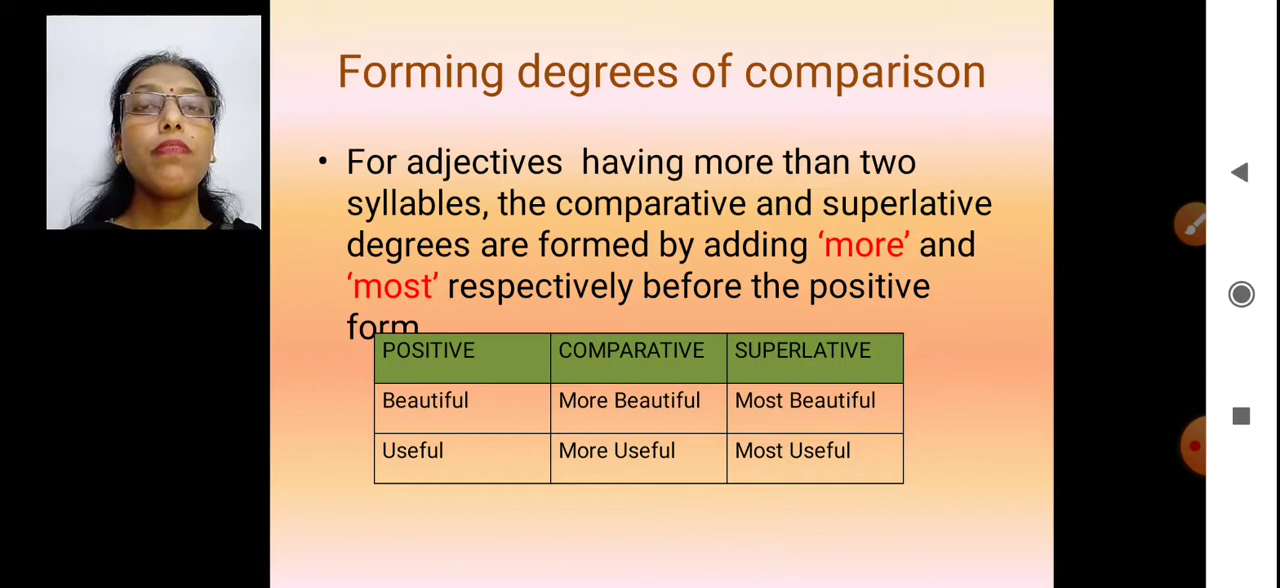 Forming degrees of comparison
• For adjectives having more than two
syllables, the comparative and superlative
degrees are formed by adding ‘more’ and
‘most’ respectively before the positive
form
POSITIVE COMPARATIVE SUPERLATIVE
Beautiful More Beautiful Most Beautiful
Useful More Useful Most Useful